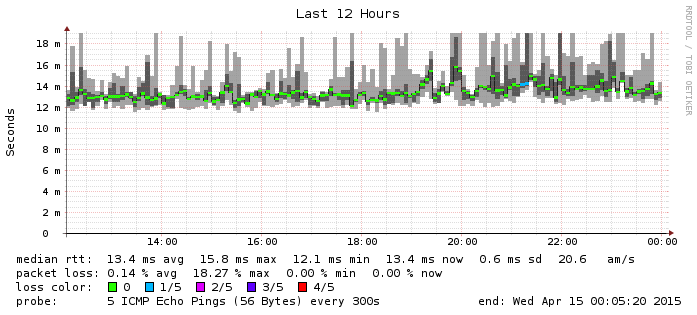 Last 12 Hours
RRDTOOL / TOBI OETIKER
Seconds
18 m
16 m
14 m
12 m
10 m
8 m
6 m
4 m
2 m
0
14:00 16:00 18:00 20:00 22:00 00:00
median rtt: 13.4 ms avg 15.8 ms max 12.1 ms min 13.4 ms now 0.6 ms sd 20.6 am/s
packet loss: 0.14 % avg 18.27 % max 0.00 % min 0.00 % now
loss color: 0 1/5 2/5 3/5 4/5
probe: 5 ICMP Echo Pings (56 Bytes) every 300s end: Wed Apr 15 00:05:20 2015